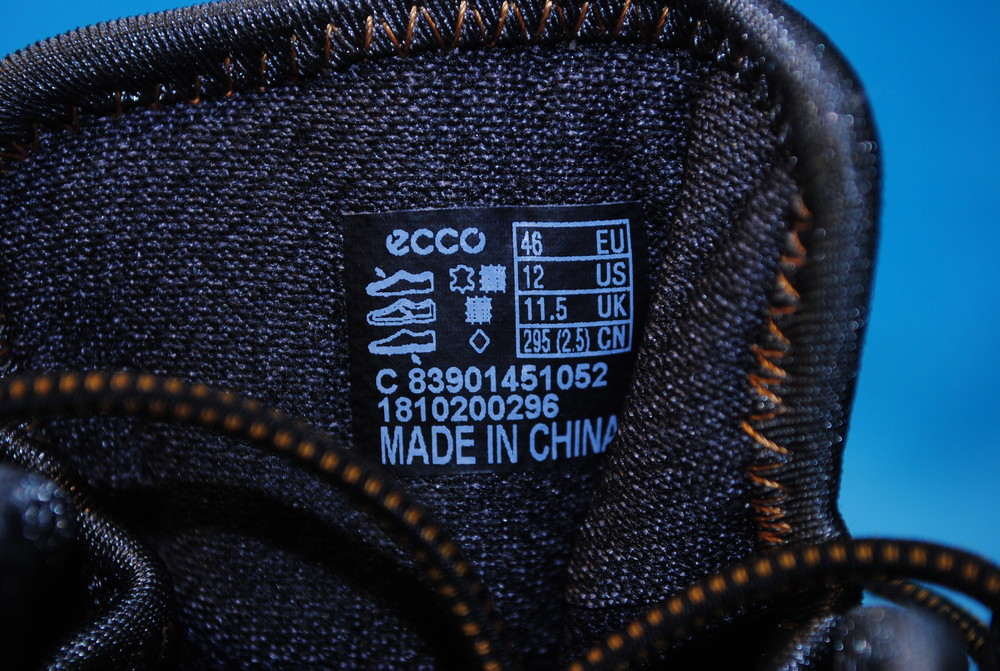 ecco
46 EU
12 US
11.5 UK
295 (2.5) CN
C 83901451052
1810200296
MADE IN CHINA